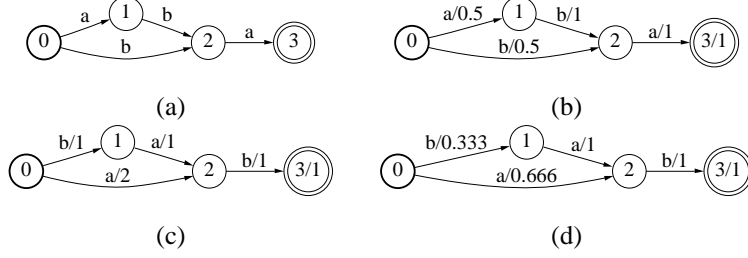 a b
0 1 b 2 a 3
a/0.5 b/1
0 1 b/0.5 2 a/1 3/1
(a) (b)
b/1 a/1
0 1 a/2 2 b/1 3/1
b/0.333 a/1
0 1 a/0.666 2 b/1 3/1
(c) (d)